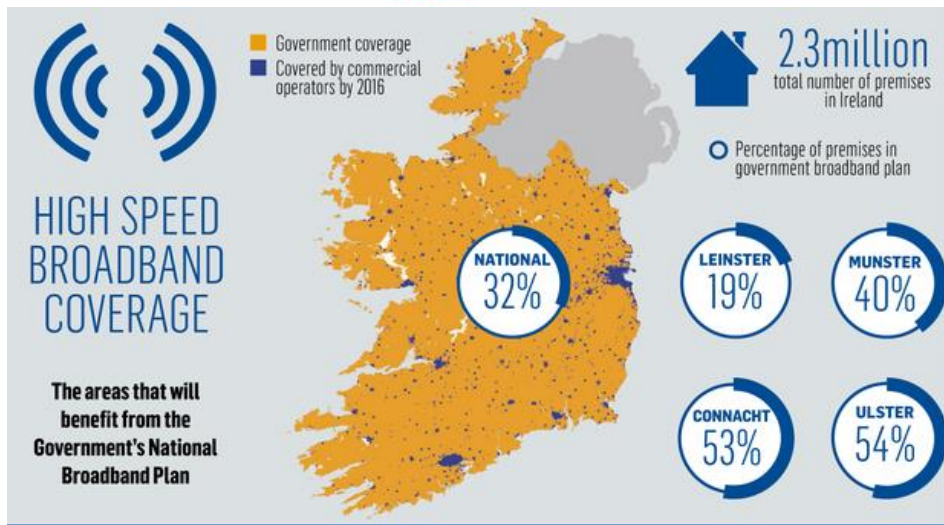 HIGH SPEED
BROADBAND
COVERAGE
The areas that will
benefit from the
Government's National
Broadband Plan
Government coverage
Covered by commercial
operators by 2016
2.3million
total number of premises
in Ireland
Percentage of premises in
government broadband plan
NATIONAL
32%
LEINSTER
19%
MUNSTER
40%
CONNACHT
53%
ULSTER
54%